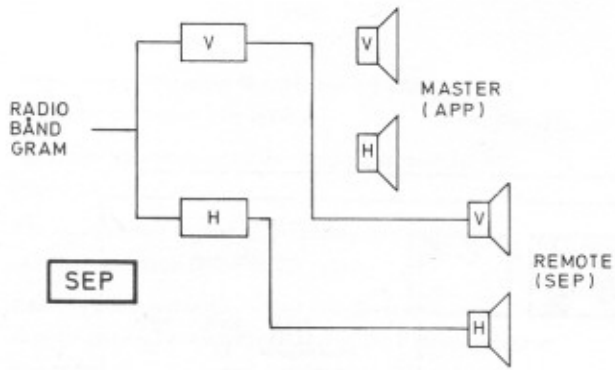 V
V
MASTER
(APP)
RADIO
BÅND
GRAM
H
H
V
REMOTE
(SEP)
SEP
H